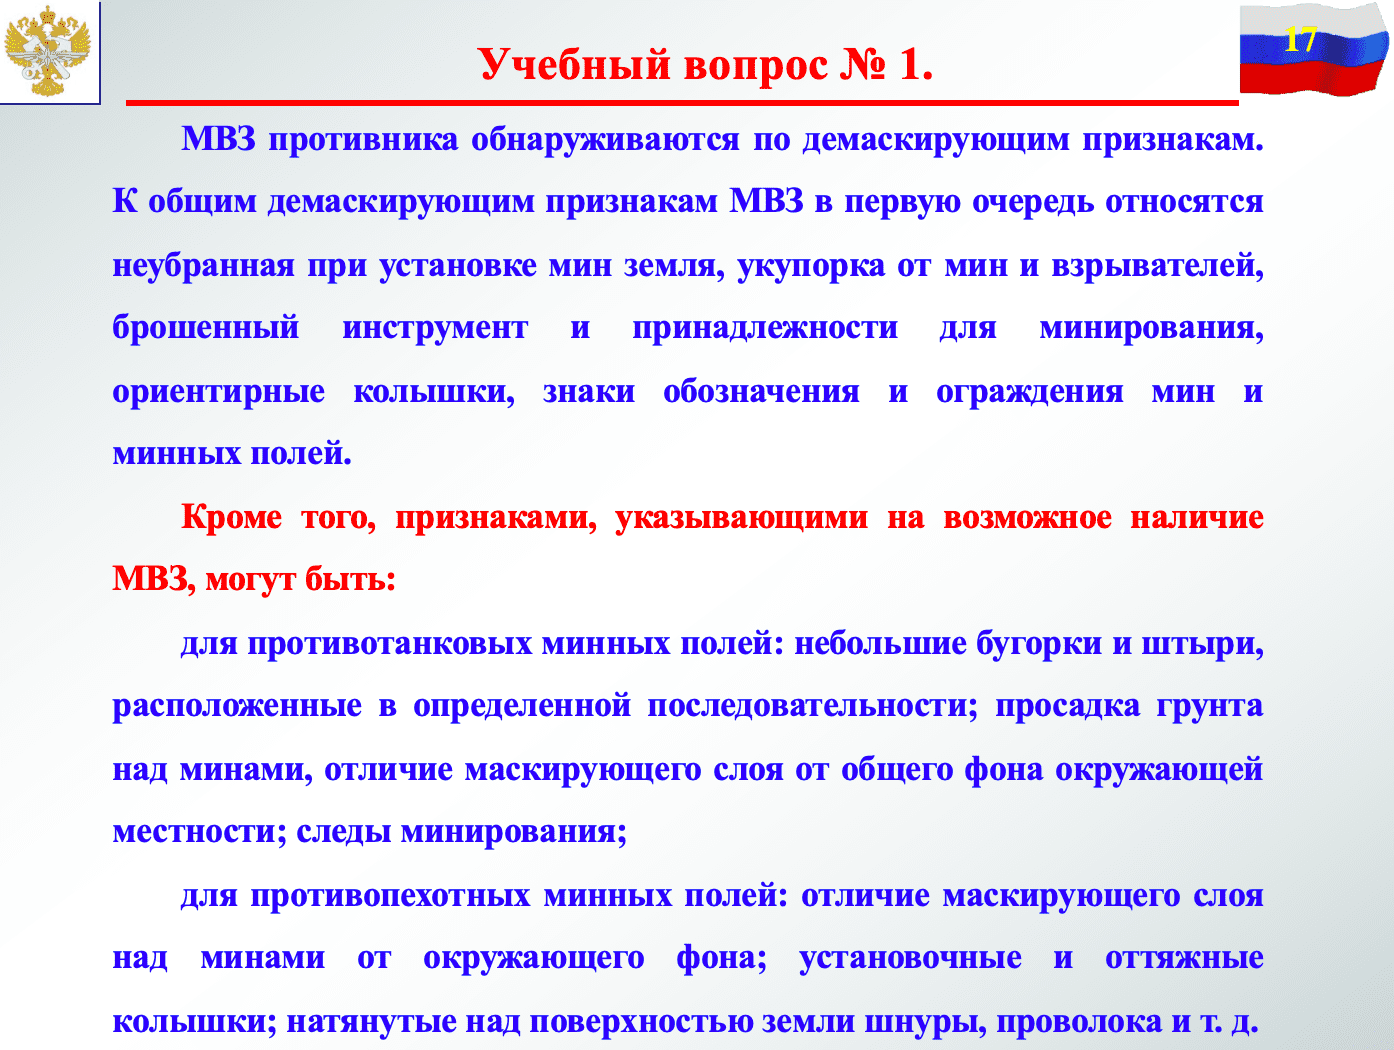 17
Учебный вопрос № 1.
МВЗ противника обнаруживаются по демаскирующим признакам.
К общим демаскирующим признакам МВЗ в первую очередь относятся
неубранная при установке мин земля, укупорка от мин и взрывателей,
брошенный инструмент и принадлежности для минирования,
ориентирные колышки, знаки обозначения и ограждения мин и
минных полей.
Кроме того, признаками, указывающими на возможное наличие
МВЗ, могут быть:
для противотанковых минных полей: небольшие бугорки и штыри,
расположенные в определенной последовательности; просадка грунта
над минами, отличие маскирующего слоя от общего фона окружающей
местности; следы минирования;
для противопехотных минных полей: отличие маскирующего слоя
над минами от окружающего фона; установочные и оттяжные
колышки; натянутые над поверхностью земли шнуры, проволока и т. д.